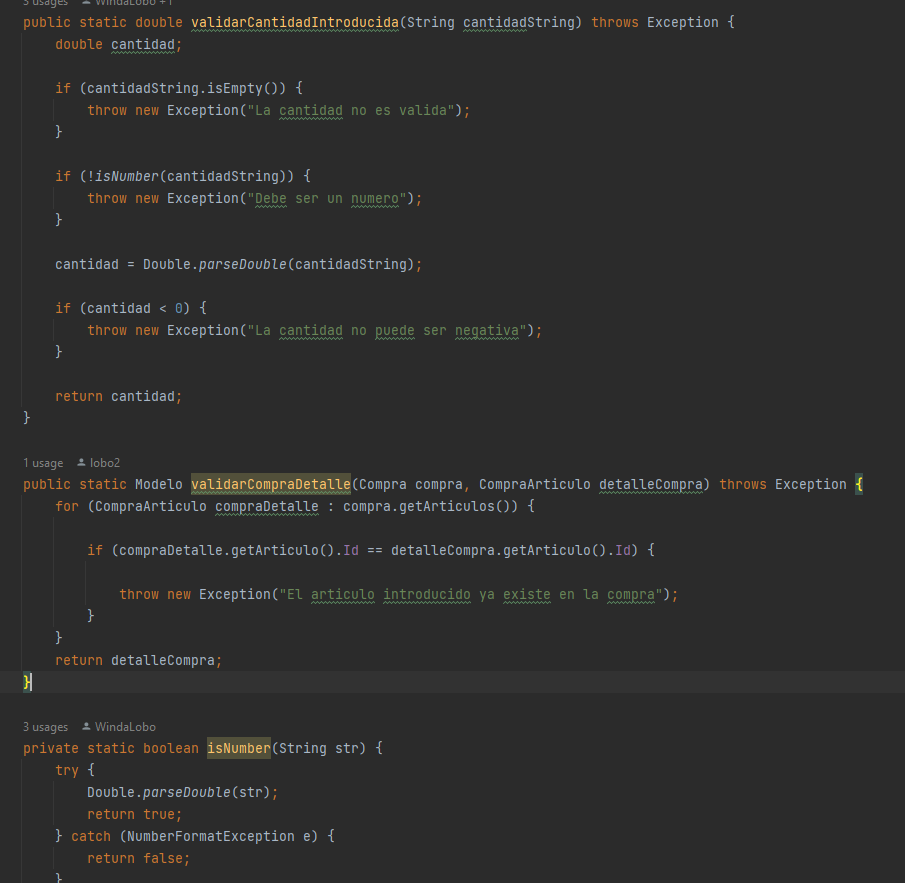 3 usages WindaLobo +1
public static double validarCantidadIntroducida(String cantidadString) throws Exception {
    double cantidad;
    if (cantidadString.isEmpty()) {
        throw new Exception("La cantidad no es valida");
    }
    if (!isNumber(cantidadString)) {
        throw new Exception("Debe ser un numero");
    }
    cantidad = Double.parseDouble(cantidadString);
    if (cantidad < 0) {
        throw new Exception("La cantidad no puede ser negativa");
    }
    return cantidad;
}
1 usage lobo2
public static Modelo validarCompraDetalle(Compra compra, CompraArticulo detalleCompra) throws Exception {
    for (CompraArticulo compraDetalle : compra.getArticulos()) {
        if (compraDetalle.getArticulo().Id == detalleCompra.getArticulo().Id) {
            throw new Exception("El articulo introducido ya existe en la compra");
        }
    }
    return detalleCompra;
}
3 usages WindaLobo
private static boolean isNumber(String str) {
    try {
        Double.parseDouble(str);
        return true;
    } catch (NumberFormatException e) {
        return false;
    }